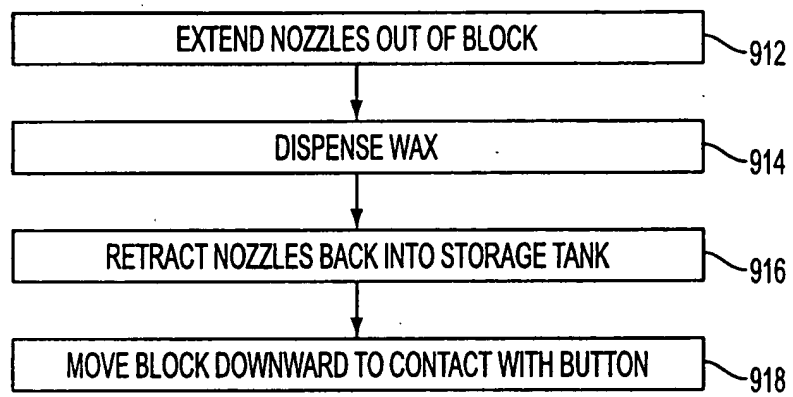 EXTEND NOZZLES OUT OF BLOCK
912
DISPENSE WAX
914
RETRACT NOZZLES BACK INTO STORAGE TANK
916
MOVE BLOCK DOWNWARD TO CONTACT WITH BUTTON
918